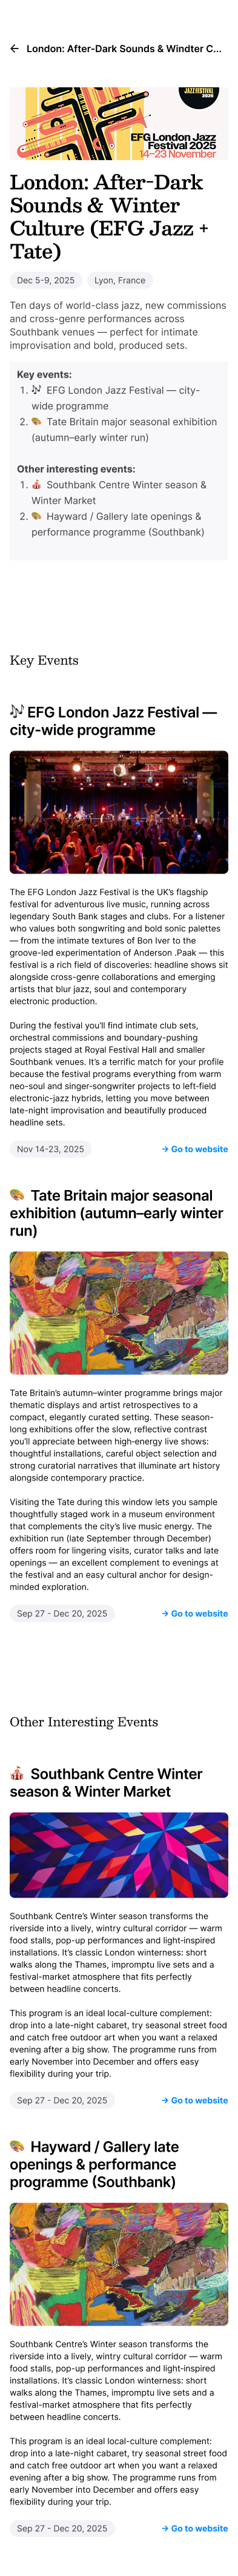 ← London: After-Dark Sounds & Windter C...
JAZZ FESTIVAL
2025
EFG London Jazz
Festival 2025
14–23 November
London: After-Dark
Sounds & Winter
Culture (EFG Jazz +
Tate)
Dec 5-9, 2025
Lyon, France
Ten days of world-class jazz, new commissions
and cross-genre performances across
Southbank venues — perfect for intimate
improvisation and bold, produced sets.
Key events:
1. 🎶 EFG London Jazz Festival — city-
wide programme
2. 🎨 Tate Britain major seasonal exhibition
(autumn–early winter run)
Other interesting events:
1. 🎪 Southbank Centre Winter season &
Winter Market
2. 🎨 Hayward / Gallery late openings &
performance programme (Southbank)
Key Events
🎶 EFG London Jazz Festival —
city-wide programme
The EFG London Jazz Festival is the UK's flagship
festival for adventurous live music, running across
legendary South Bank stages and clubs. For a listener
who values both songwriting and bold sonic palettes
— from the intimate textures of Bon Iver to the
groove-led experimentation of Anderson .Paak — this
festival is a rich field of discoveries: headline shows sit
alongside cross-genre collaborations and emerging
artists that blur jazz, soul and contemporary
electronic production.
During the festival you'll find intimate club sets,
orchestral commissions and boundary-pushing
projects staged at Royal Festival Hall and smaller
Southbank venues. It's a terrific match for your profile
because the festival programs everything from warm
neo-soul and singer-songwriter projects to left-field
electronic-jazz hybrids, letting you move between
late-night improvisation and beautifully produced
headline sets.
Nov 14-23, 2025
→ Go to website
🎨 Tate Britain major seasonal
exhibition (autumn–early winter
run)
Tate Britain's autumn–winter programme brings major
thematic displays and artist retrospectives to a
compact, elegantly curated setting. These season-
long exhibitions offer the slow, reflective contrast
you'll appreciate between high-energy live shows:
thoughtful installations, careful object selection and
strong curatorial narratives that illuminate art history
alongside contemporary practice.
Visiting the Tate during this window lets you sample
thoughtfully staged work in a museum environment
that complements the city's live music energy. The
exhibition run (late September through December)
offers room for lingering visits, curator talks and late
openings — an excellent complement to evenings at
the festival and an easy cultural anchor for design-
minded exploration.
Sep 27 - Dec 20, 2025
→ Go to website
Other Interesting Events
🎪 Southbank Centre Winter
season & Winter Market
Southbank Centre's Winter season transforms the
riverside into a lively, wintry cultural corridor — warm
food stalls, pop-up performances and light-inspired
installations. It's classic London winterness: short
walks along the Thames, impromptu live sets and a
festival-market atmosphere that fits perfectly
between headline concerts.
This program is an ideal local-culture complement:
drop into a late-night cabaret, try seasonal street food
and catch free outdoor art when you want a relaxed
evening after a big show. The programme runs from
early November into December and offers easy
flexibility during your trip.
Sep 27 - Dec 20, 2025
→ Go to website
🎨 Hayward / Gallery late
openings & performance
programme (Southbank)
Southbank Centre's Winter season transforms the
riverside into a lively, wintry cultural corridor — warm
food stalls, pop-up performances and light-inspired
installations. It's classic London winterness: short
walks along the Thames, impromptu live sets and a
festival-market atmosphere that fits perfectly
between headline concerts.
This program is an ideal local-culture complement:
drop into a late-night cabaret, try seasonal street food
and catch free outdoor art when you want a relaxed
evening after a big show. The programme runs from
early November into December and offers easy
flexibility during your trip.
Sep 27 - Dec 20, 2025
→ Go to website